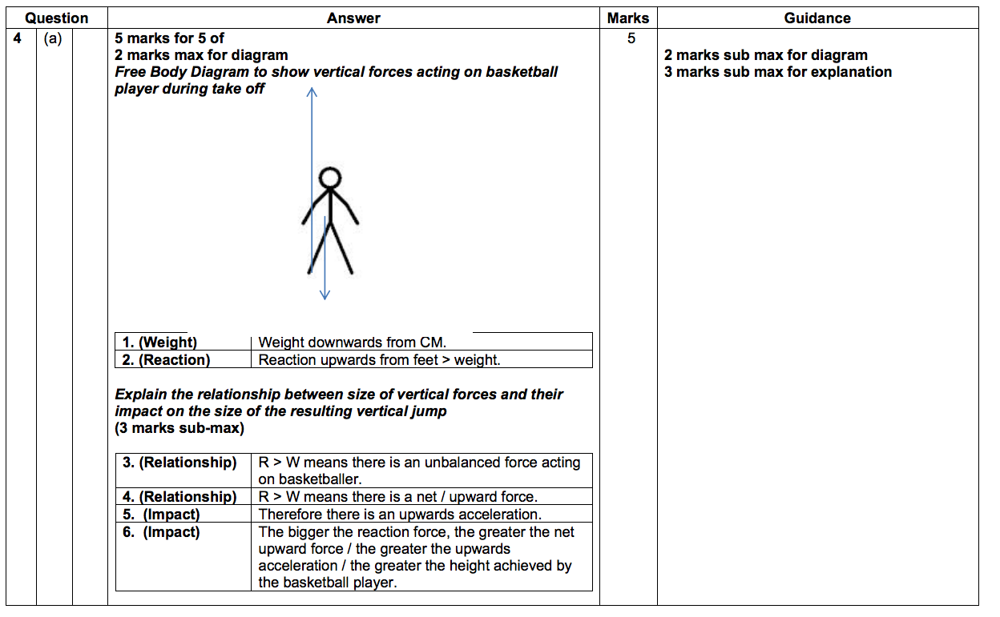 Question Answer Marks Guidance
4 (a) 5 marks for 5 of 5
2 marks max for diagram 2 marks sub max for diagram
Free Body Diagram to show vertical forces acting on basketball 3 marks sub max for explanation
player during take off
1. (Weight) Weight downwards from CM.
2. (Reaction) Reaction upwards from feet > weight.
Explain the relationship between size of vertical forces and their
impact on the size of the resulting vertical jump
(3 marks sub-max)
3. (Relationship) R > W means there is an unbalanced force acting
on basketballer.
4. (Relationship) R > W means there is a net / upward force.
5. (Impact) Therefore there is an upwards acceleration.
6. (Impact) The bigger the reaction force, the greater the net
upward force / the greater the upwards
acceleration / the greater the height achieved by
the basketball player.